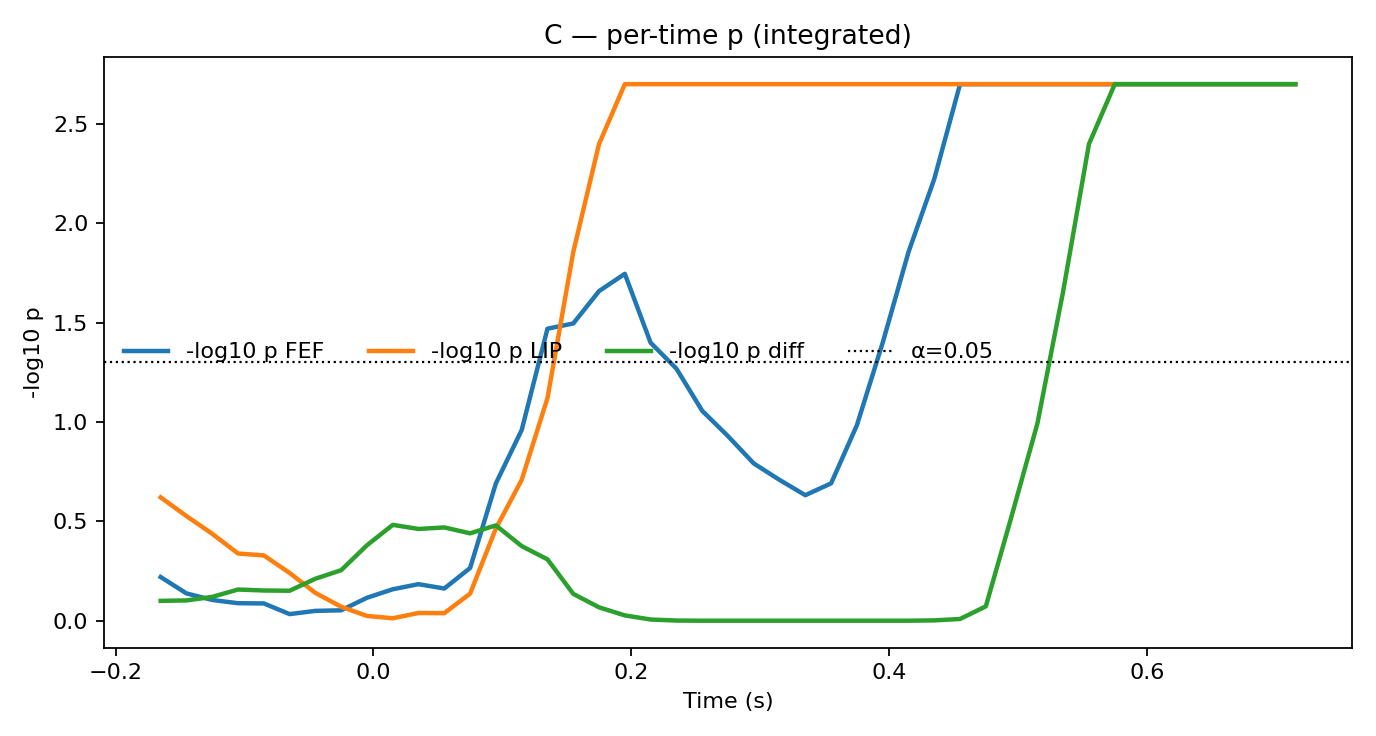 C — per-time p (integrated)
-log10 p
2.5
2.0
1.5
1.0
0.5
0.0
-log10 p FEF
-log10 p LIP
-log10 p diff
α=0.05
−0.2
0.0
0.2
0.4
0.6
Time (s)